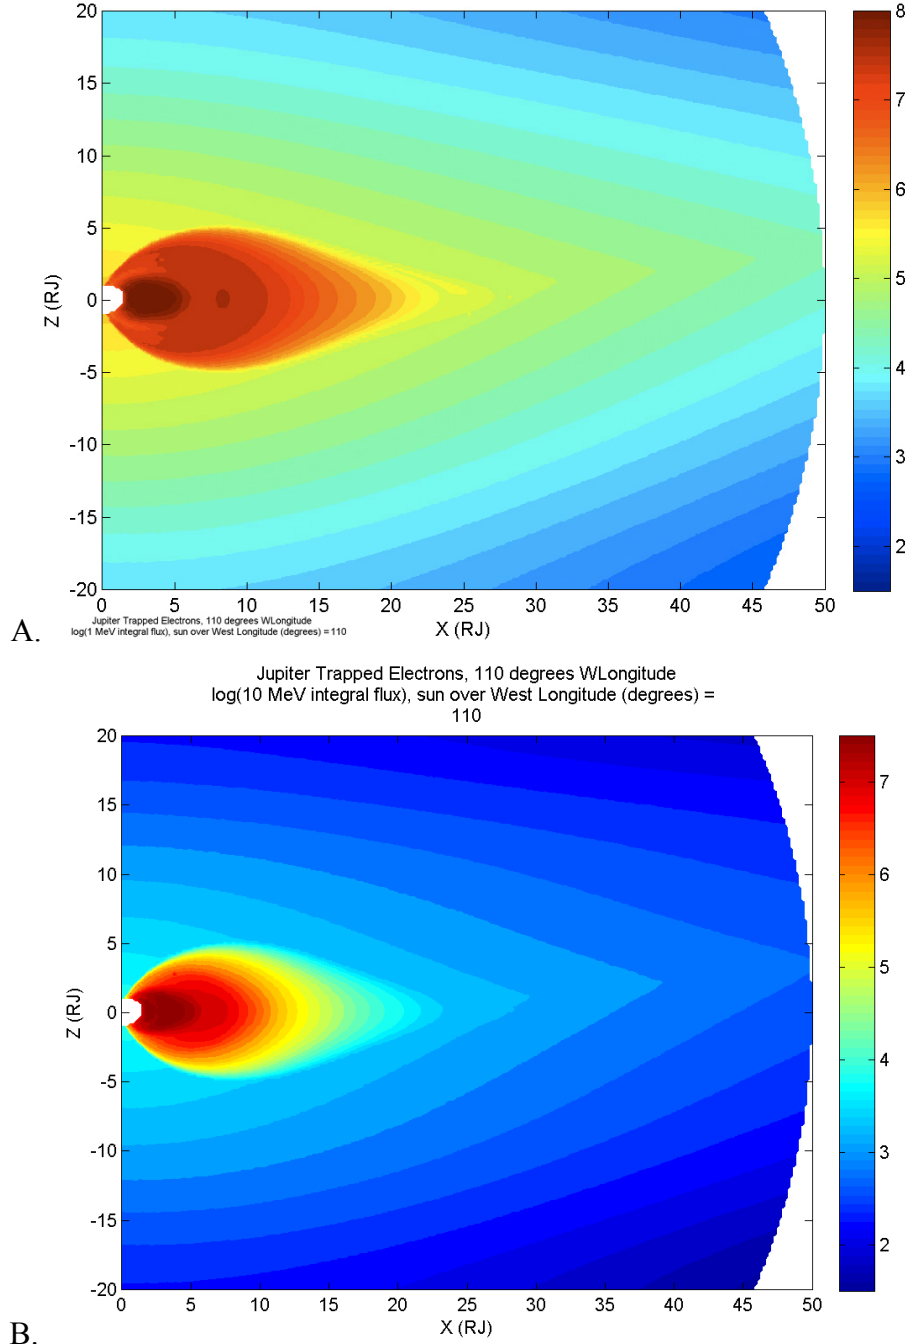 20
15
10
5
0
-5
-10
-15
-20
Z (RJ)
0 5 10 15 20 25 30 35 40 45 50
X (RJ)
8
7
6
5
4
3
2
Jupiter Trapped Electrons, 110 degrees WLongitude
log(1 MeV integral flux), sun over West Longitude (degrees) = 110
A.
Jupiter Trapped Electrons, 110 degrees WLongitude
log(10 MeV integral flux), sun over West Longitude (degrees) =
110
20
15
10
5
0
-5
-10
-15
-20
Z (RJ)
0 5 10 15 20 25 30 35 40 45 50
X (RJ)
7
6
5
4
3
2
B.